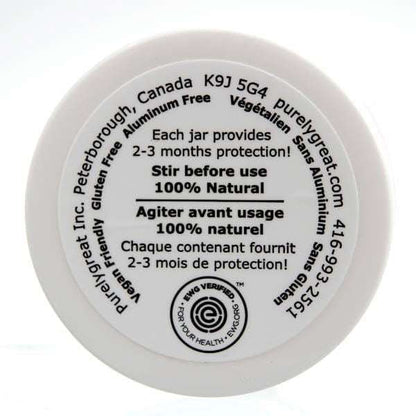 Purelygreat Inc. Peterborough, Canada K9J 5G4 purelygreat.com 416-993-2561
Vegan Friendly Gluten Free Aluminum Free Végétalien Sans Aluminium Sans Gluten
Each jar provides
2-3 months protection!
Stir before use
100% Natural
Agiter avant usage
100% naturel
Chaque contenant fournit
2-3 mois de protection!
EWG VERIFIED™
• FOR YOUR HEALTH • EWG.ORG